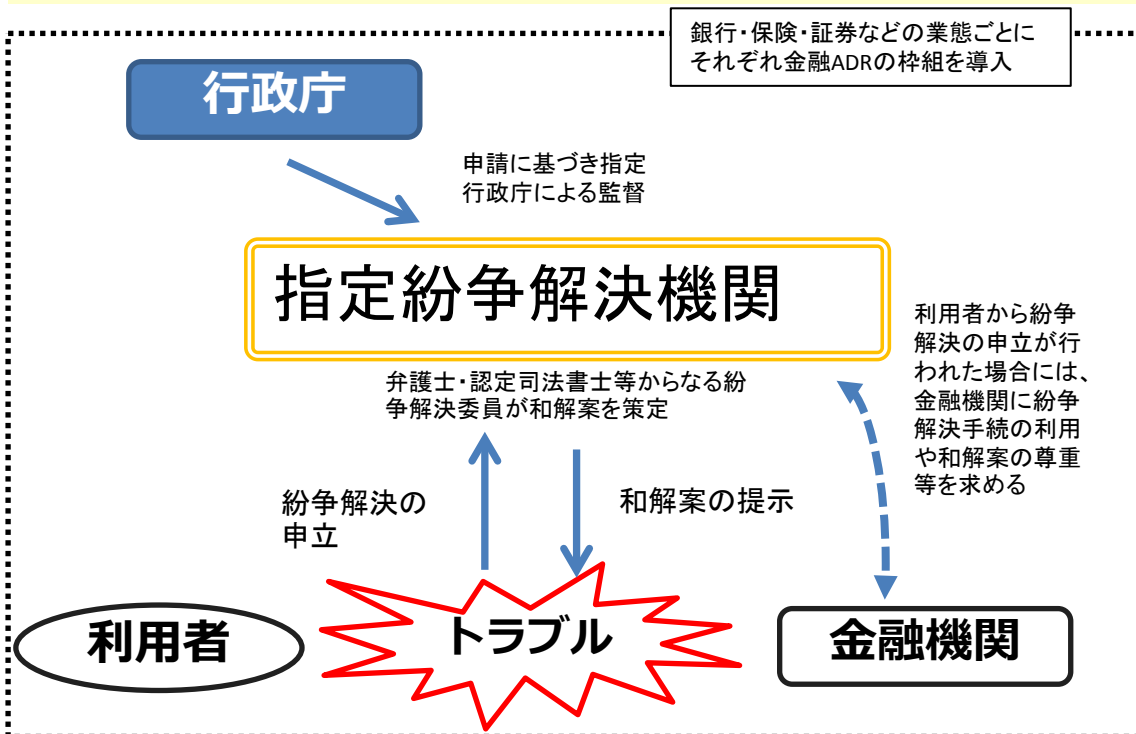 銀行・保険・証券などの業態ごとに
それぞれ金融ADRの枠組を導入
行政庁
申請に基づき指定
行政庁による監督
指定紛争解決機関
弁護士・認定司法書士等からなる紛
争解決委員が和解案を策定
利用者から紛争
解決の申立が行
われた場合には、
金融機関に紛争
解決手続の利用
や和解案の尊重
等を求める
紛争解決の
申立
和解案の提示
利用者
トラブル
金融機関